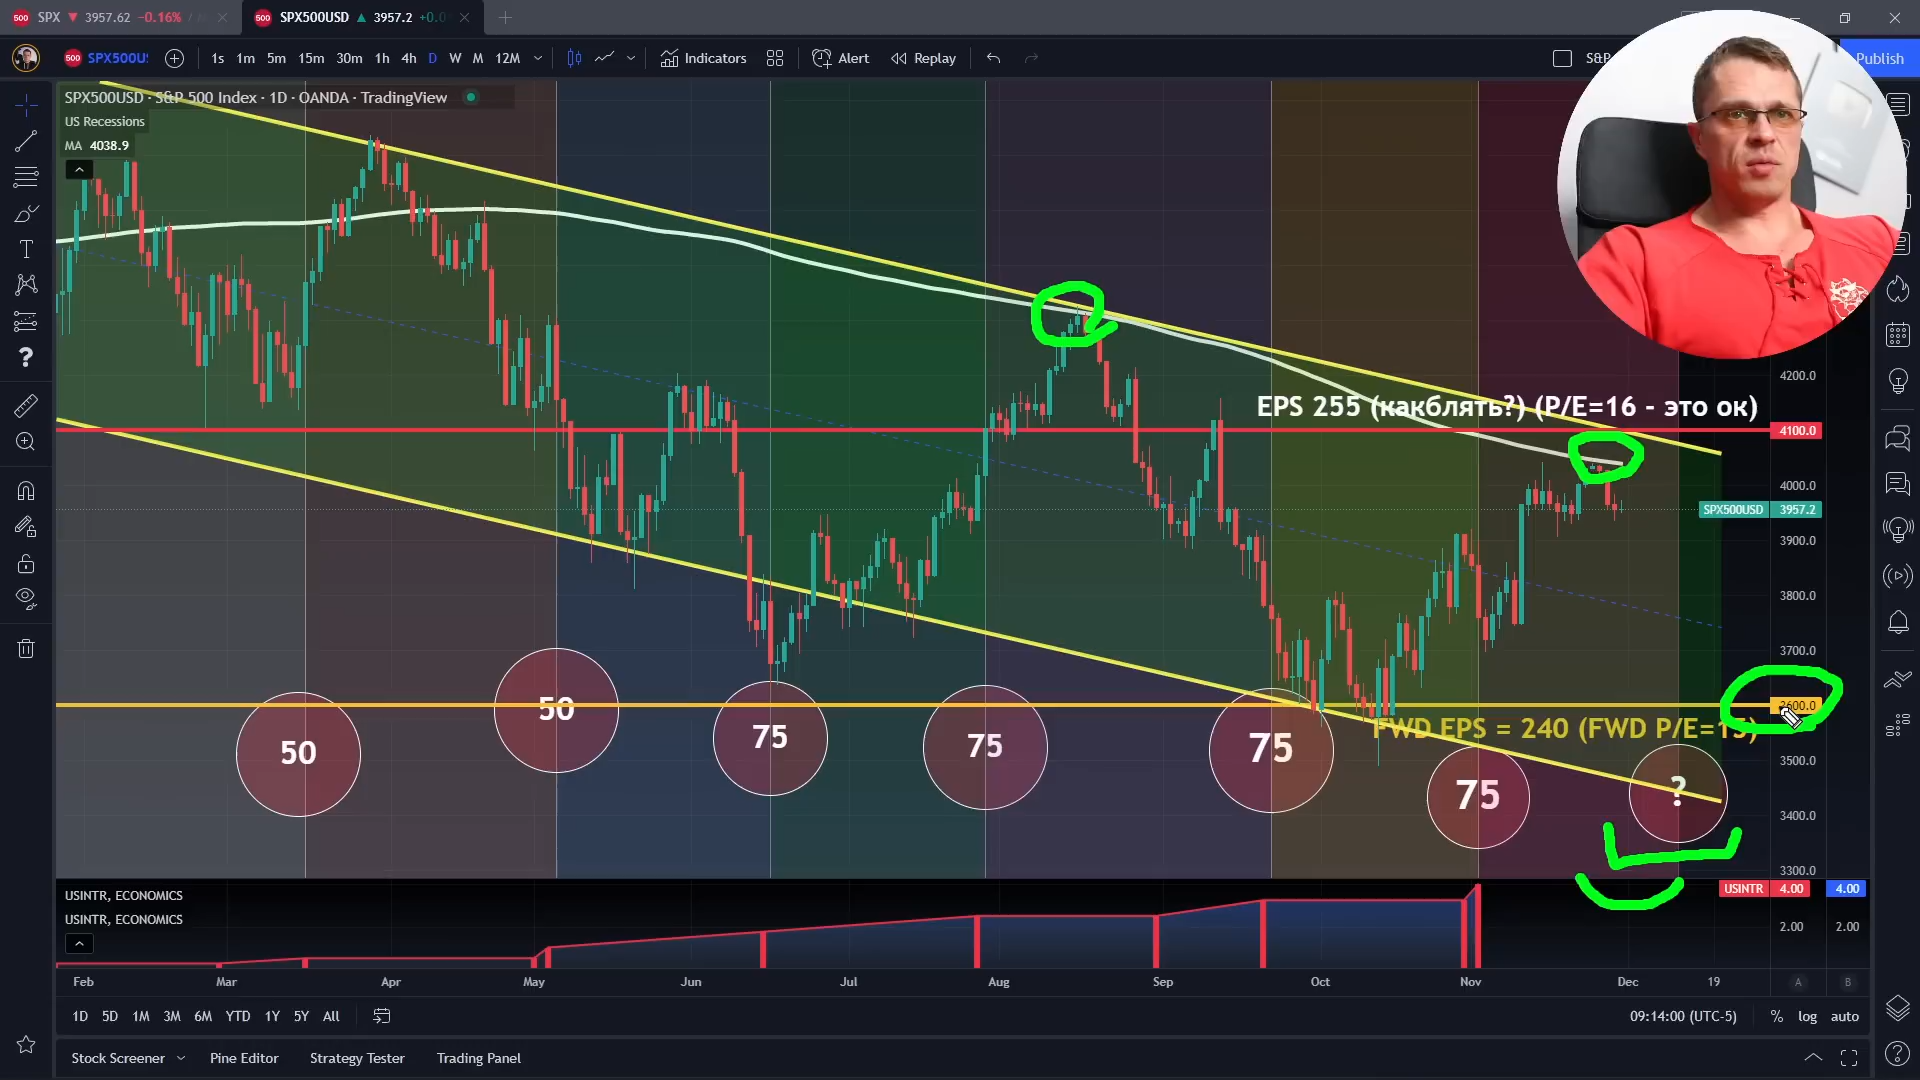 SPX 3957.62 −0.16% /
SPX500USD 3957.2 +0.0
SPX500U 1s 1m 5m 15m 30m 1h 4h D W M 12M Indicators Alert Replay S&P Publish
SPX500USD · S&P 500 Index · 1D · OANDA · TradingView
US Recessions
MA 4038.9
4200.0
EPS 255 (какблять?) (P/E=16 - это ок)
4100.0
4000.0
SPX500USD 3957.2
3900.0
3800.0
3700.0
3600.0
FWD EPS = 240 (FWD P/E=15)
50 50 75 75 75 75 ?
3500.0
3400.0
3300.0
USINTR, ECONOMICS
USINTR 4.00 4.00
USINTR, ECONOMICS
2.00 2.00
Feb Mar Apr May Jun Jul Aug Sep Oct Nov Dec 19 A B
1D 5D 1M 3M 6M YTD 1Y 5Y All 09:14:00 (UTC-5) % log auto
Stock Screener Pine Editor Strategy Tester Trading Panel